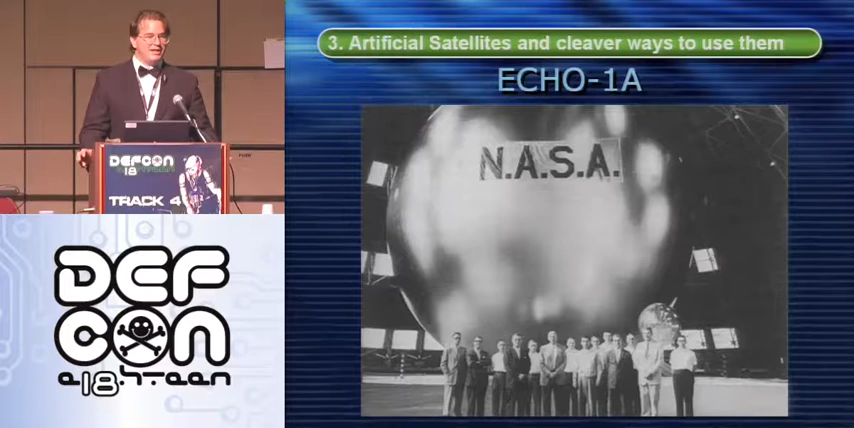 3. Artificial Satellites and cleaver ways to use them
ECHO-1A
N.A.S.A.
DEFCON
18
TRACK 4
DEF
CON
e18hteen